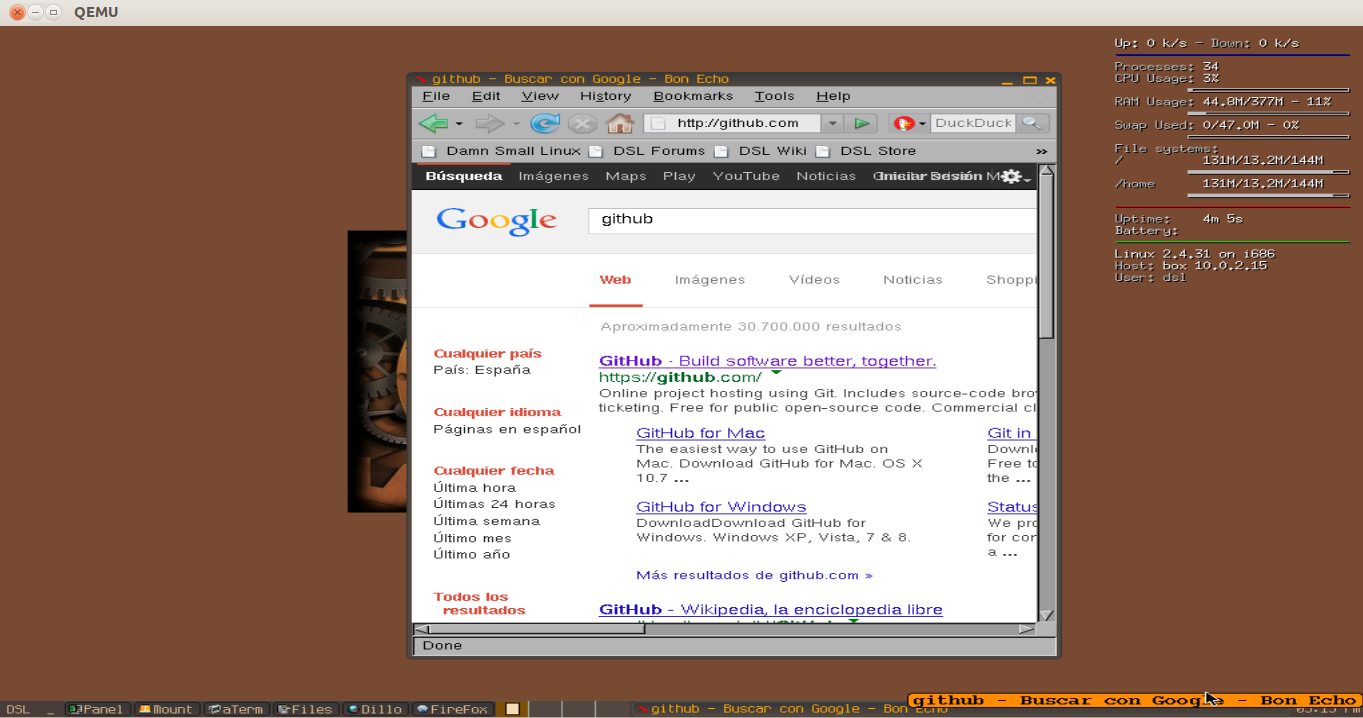 QEMU
Up: 0 k/s - Down: 0 k/s
Processes: 34
CPU Usage: 3%
RAM Usage: 44.8M/377M - 11%
Swap Used: 0/47.0M - 0%
File systems:
/ 131M/13.2M/144M
/home 131M/13.2M/144M
Uptime: 4m 5s
Battery:
Linux 2.4.31 on i686
Host: box 10.0.2.15
User: dsl
github - Buscar con Google - Bon Echo
File Edit View History Bookmarks Tools Help
http://github.com DuckDuck
Damn Small Linux DSL Forums DSL Wiki DSL Store »
Búsqueda Imágenes Maps Play YouTube Noticias Iniciar sesión
Google github
Web Imágenes Vídeos Noticias Shoppi
Aproximadamente 30.700.000 resultados
Cualquier país
País: España
Cualquier idioma
Páginas en español
Cualquier fecha
Última hora
Últimas 24 horas
Última semana
Último mes
Último año
Todos los
resultados
GitHub - Build software better, together.
https://github.com/
Online project hosting using Git. Includes source-code bro
ticketing. Free for public open-source code. Commercial cl
GitHub for Mac
The easiest way to use GitHub on
Mac. Download GitHub for Mac. OS X
10.7 ...
Git in
Downl
Free to
the ...
GitHub for Windows
DownloadDownload GitHub for
Windows. Windows XP, Vista, 7 & 8.
Status
We pro
for con
a ...
Más resultados de github.com »
GitHub - Wikipedia, la enciclopedia libre
Done
github - Buscar con Google - Bon Echo
DSL Panel Mount aTerm Files Dillo FireFox github - Buscar con Google - Bon Echo